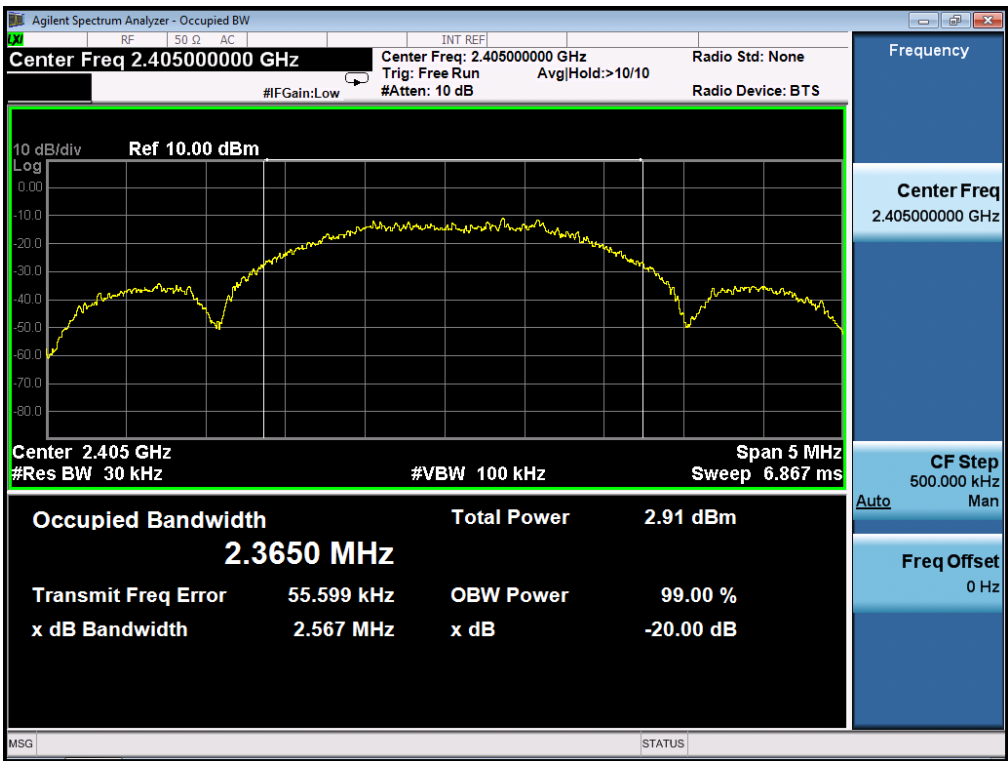 Agilent Spectrum Analyzer - Occupied BW
LXI RF 50 Ω AC INT REF
Center Freq 2.405000000 GHz
Center Freq: 2.405000000 GHz Radio Std: None
Trig: Free Run Avg|Hold:>10/10
#IFGain:Low #Atten: 10 dB Radio Device: BTS
10 dB/div Ref 10.00 dBm
Log
0.00
-10.0
-20.0
-30.0
-40.0
-50.0
-60.0
-70.0
-80.0
Center 2.405 GHz Span 5 MHz
#Res BW 30 kHz #VBW 100 kHz Sweep 6.867 ms
Occupied Bandwidth Total Power 2.91 dBm
2.3650 MHz
Transmit Freq Error 55.599 kHz OBW Power 99.00 %
x dB Bandwidth 2.567 MHz x dB -20.00 dB
MSG STATUS
Frequency
Center Freq
2.405000000 GHz
CF Step
500.000 kHz
Auto Man
Freq Offset
0 Hz